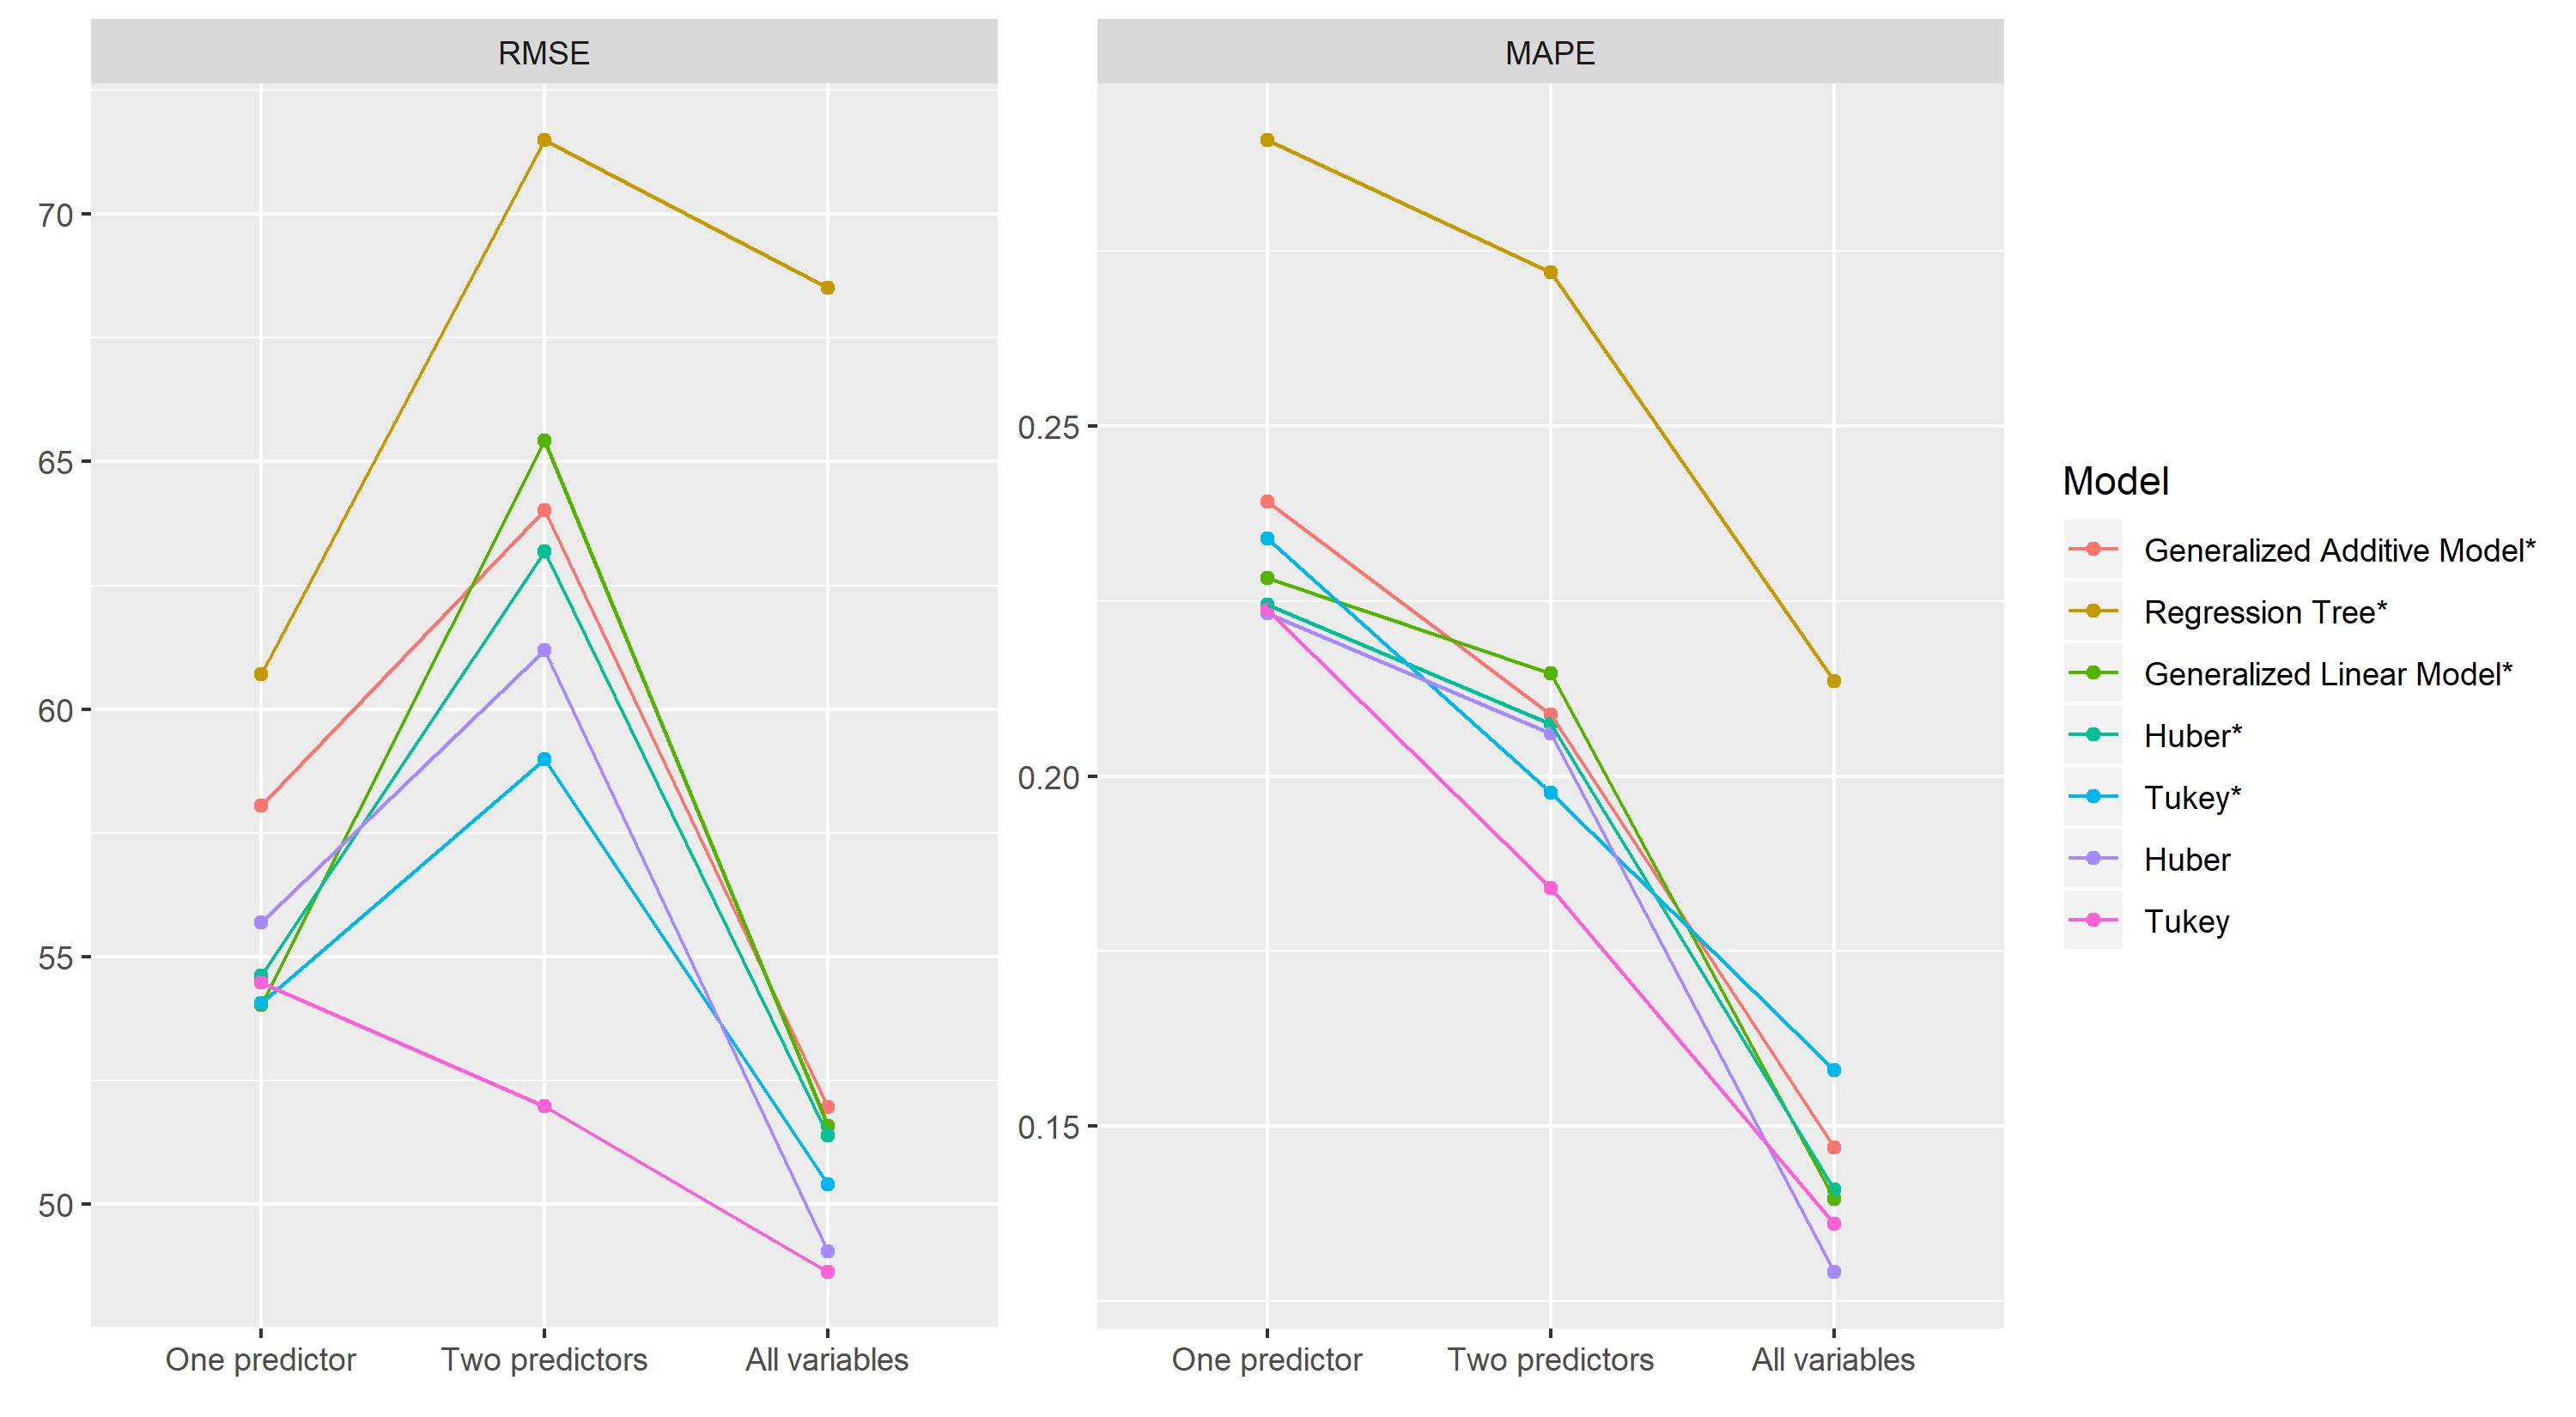 RMSE
70
65
60
55
50
One predictor
Two predictors
All variables
MAPE
0.25
0.20
0.15
One predictor
Two predictors
All variables
Model
Generalized Additive Model*
Regression Tree*
Generalized Linear Model*
Huber*
Tukey*
Huber
Tukey